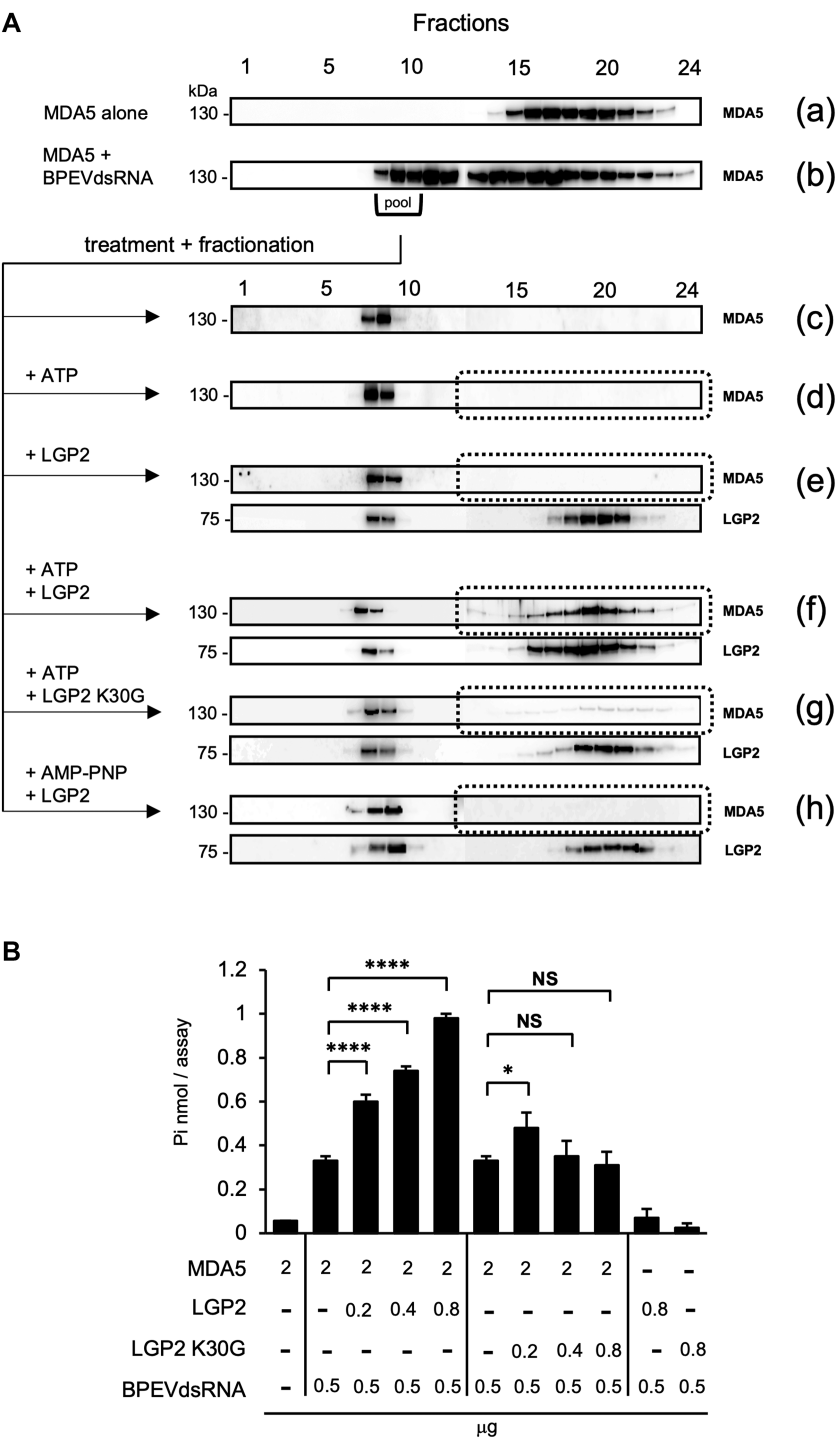 A
Fractions
1 5 10 15 20 24
kDa
MDA5 alone 130 - MDA5 (a)
MDA5 +
BPEVdsRNA 130 - MDA5 (b)
pool
treatment + fractionation
1 5 10 15 20 24
130 - MDA5 (c)
+ ATP
130 - MDA5 (d)
+ LGP2
130 - MDA5 (e)
75 - LGP2
+ ATP
+ LGP2
130 - MDA5 (f)
75 - LGP2
+ ATP
+ LGP2 K30G
130 - MDA5 (g)
75 - LGP2
+ AMP-PNP
+ LGP2
130 - MDA5 (h)
75 - LGP2
B
Pi nmol / assay
1.2
1
0.8
0.6
0.4
0.2
0
**** **** ****
* NS NS
MDA5 2 2 2 2 2 2 2 2 2 - -
LGP2 - - 0.2 0.4 0.8 - - - - 0.8 -
LGP2 K30G - - - - - - 0.2 0.4 0.8 - 0.8
BPEVdsRNA - 0.5 0.5 0.5 0.5 0.5 0.5 0.5 0.5 0.5 0.5
µg